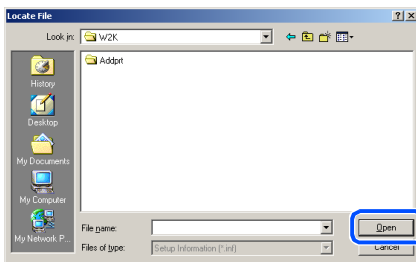 Locate File
Look in: W2K
Addprt
History
Desktop
My Documents
My Computer
My Network P...
File name:
Open
Files of type: Setup Information (*.inf)
Cancel